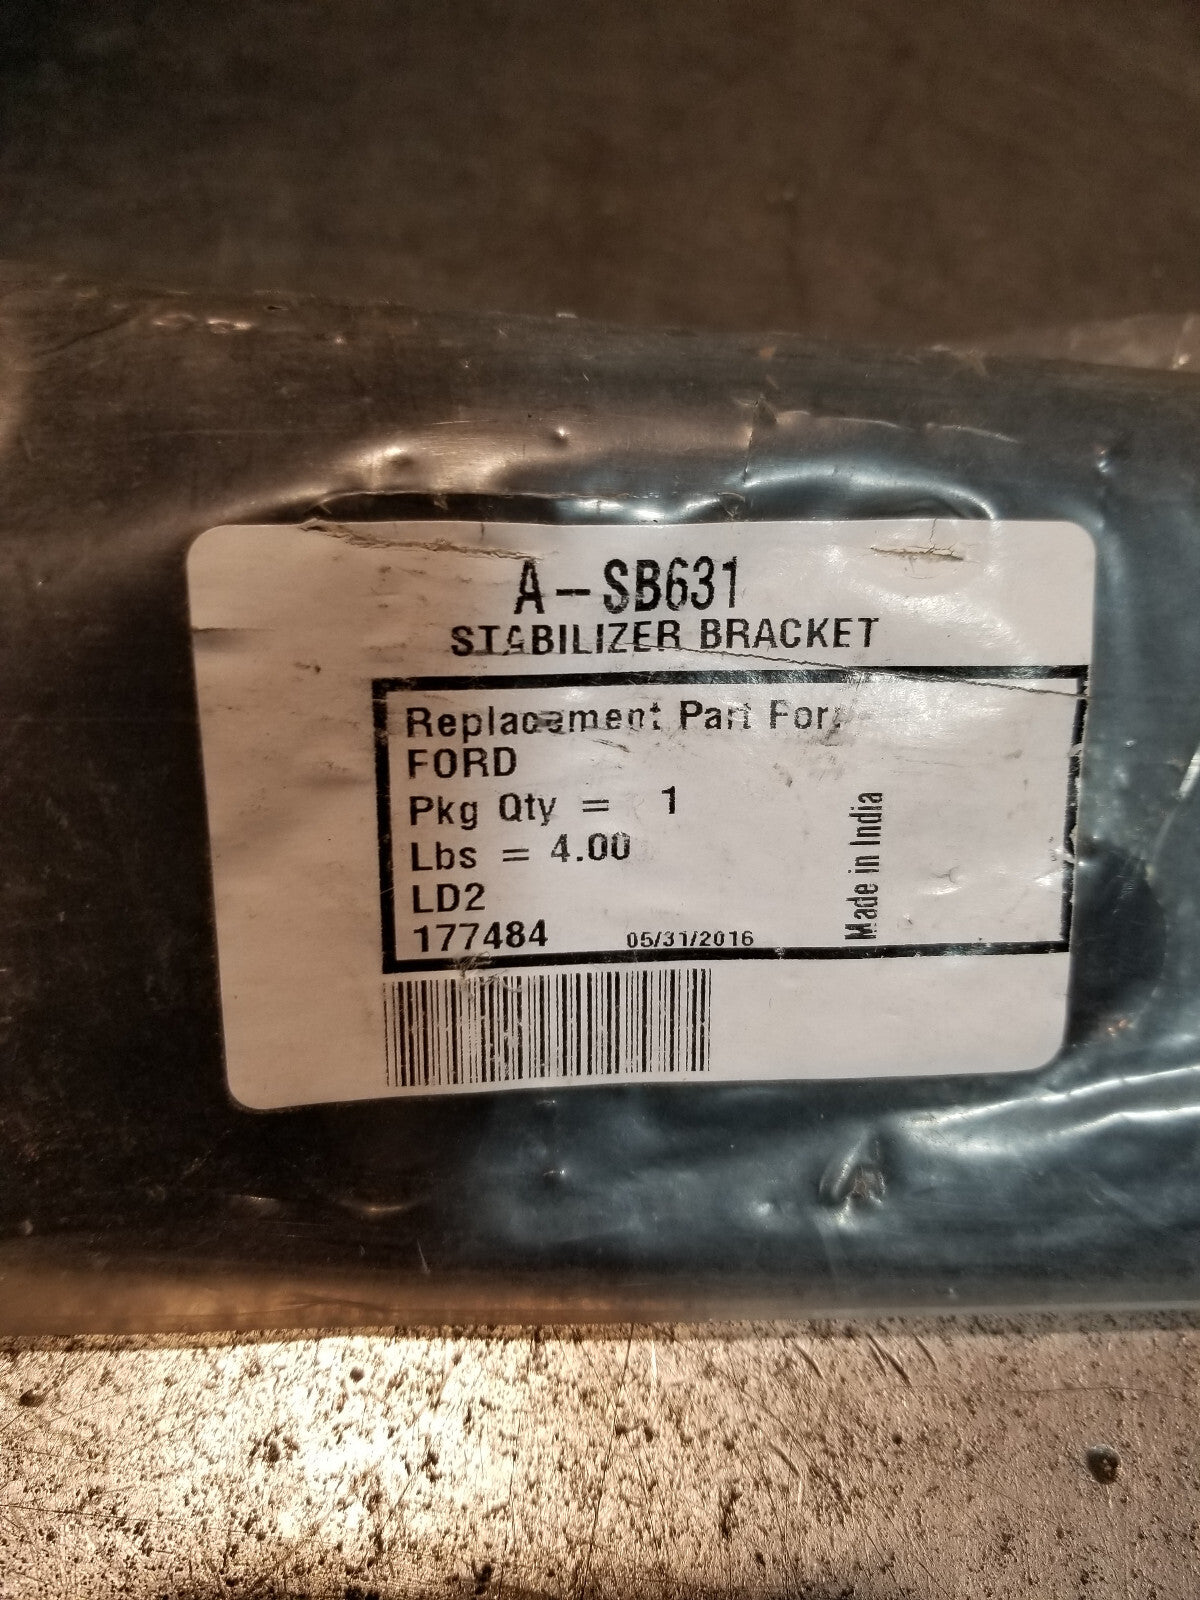 A-SB631
STABILIZER BRACKET
Replacement Part For:
FORD
Pkg Qty = 1
Lbs = 4.00
LD2
177484 05/31/2016
Made in India